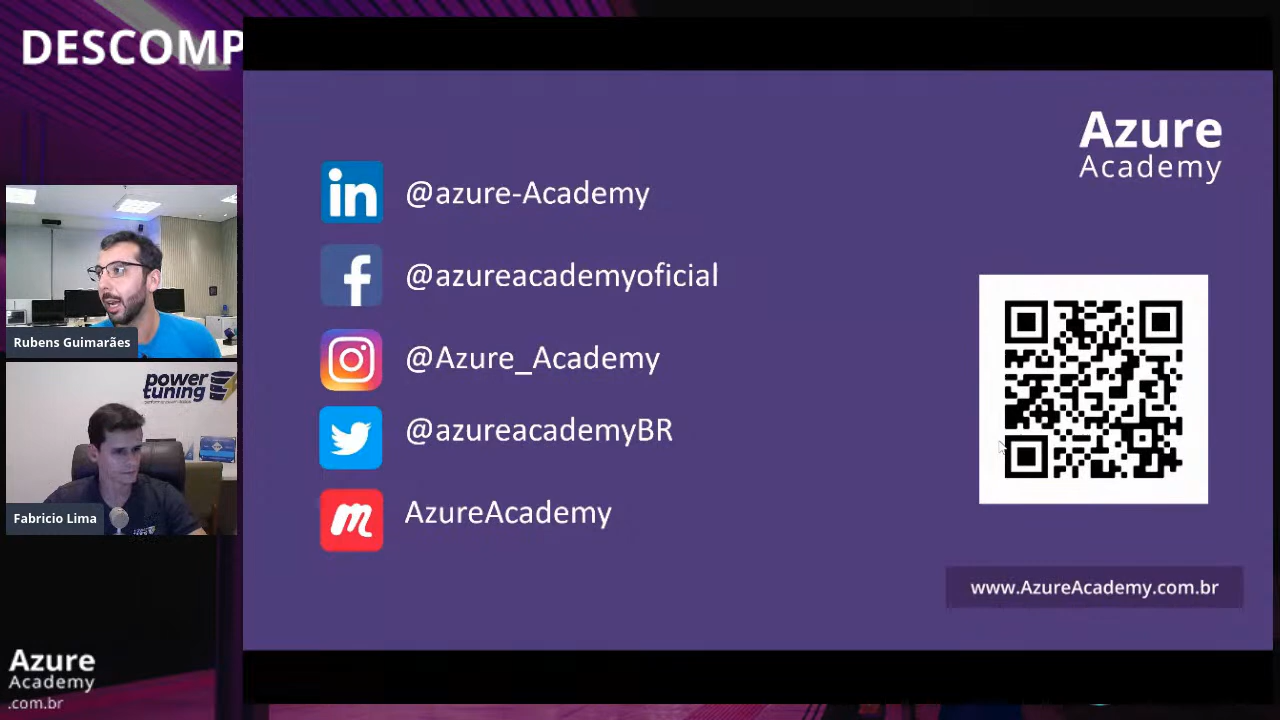 DESCOMP
Azure
Academy
in @azure-Academy
f @azureacademyoficial
@Azure_Academy
@azureacademyBR
m AzureAcademy
www.AzureAcademy.com.br
Rubens Guimarães
power
tuning
Fabricio Lima
Azure
Academy
.com.br